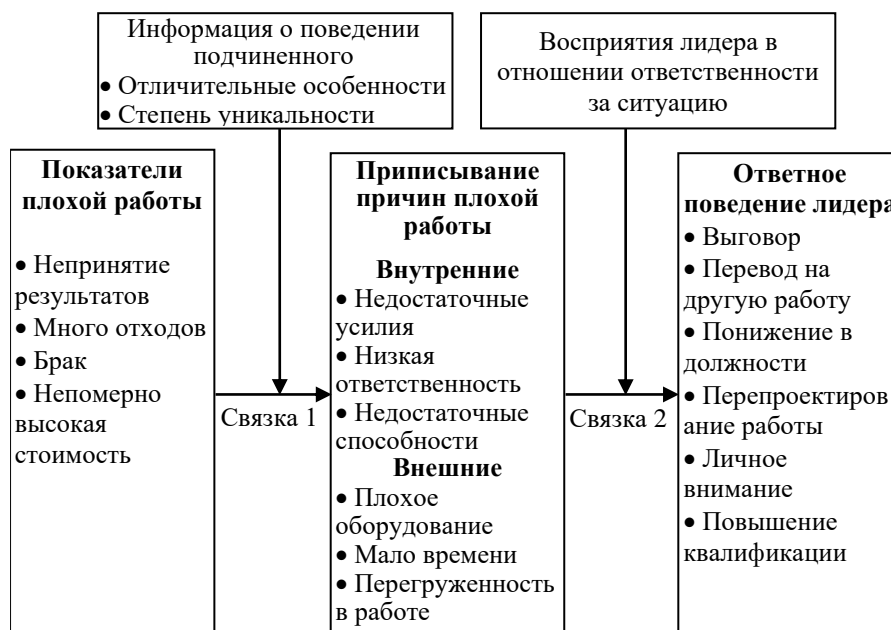 Информация о поведении
подчиненного
• Отличительные особенности
• Степень уникальности
Восприятия лидера в
отношении ответственности
за ситуацию
Показатели
плохой работы
• Непринятие
результатов
• Много отходов
• Брак
• Непомерно
высокая
стоимость
Связка 1
Приписывание
причин плохой
работы
Внутренние
• Недостаточные
усилия
• Низкая
ответственность
• Недостаточные
способности
Внешние
• Плохое
оборудование
• Мало времени
• Перегруженность
в работе
Связка 2
Ответное
поведение лидера
• Выговор
• Перевод на
другую работу
• Понижение в
должности
• Перепроектиров
ание работы
• Личное
внимание
• Повышение
квалификации